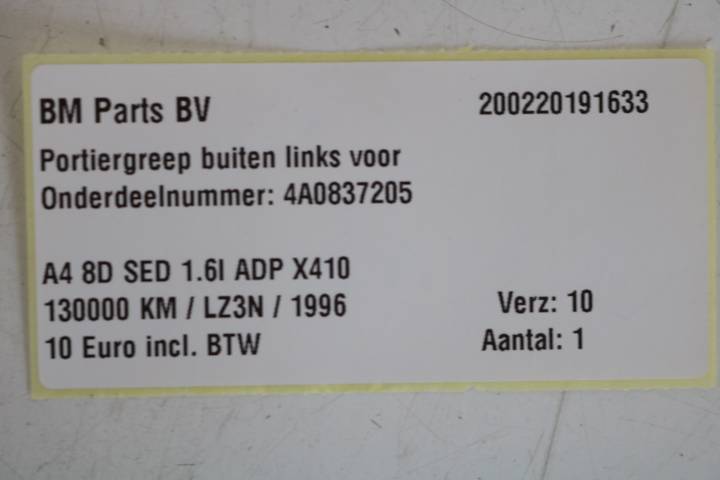 BM Parts BV 200220191633
Portiergreep buiten links voor
Onderdeelnummer: 4A0837205
A4 8D SED 1.6I ADP X410
130000 KM / LZ3N / 1996 Verz: 10
10 Euro incl. BTW Aantal: 1